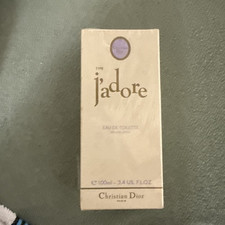 j'adore
EAU DE TOILETTE
℮ 100ml - 3.4 US. FL.OZ
Christian Dior